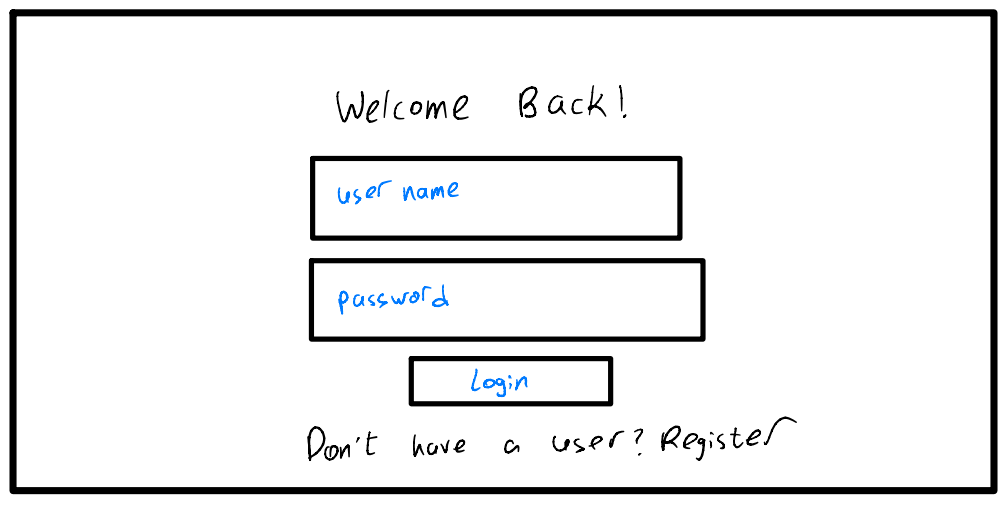 Welcome Back!
user name
password
Login
Don't have a user? Register